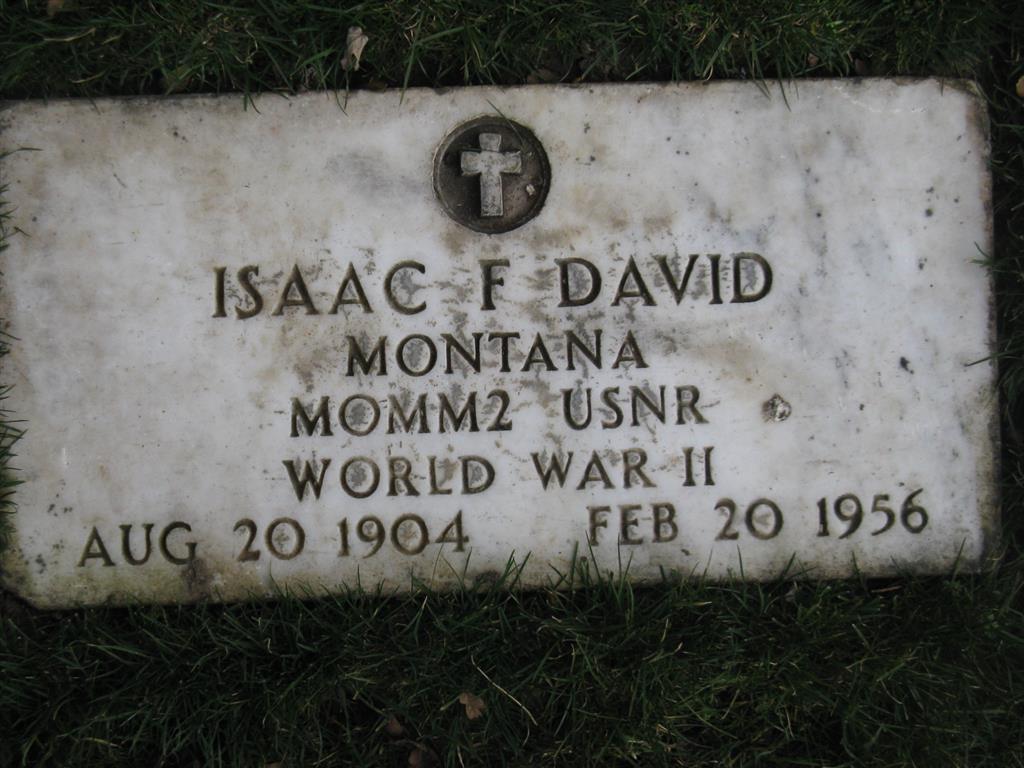 ISAAC F DAVID
MONTANA
MOMM2 USNR
WORLD WAR II
AUG 20 1904 FEB 20 1956